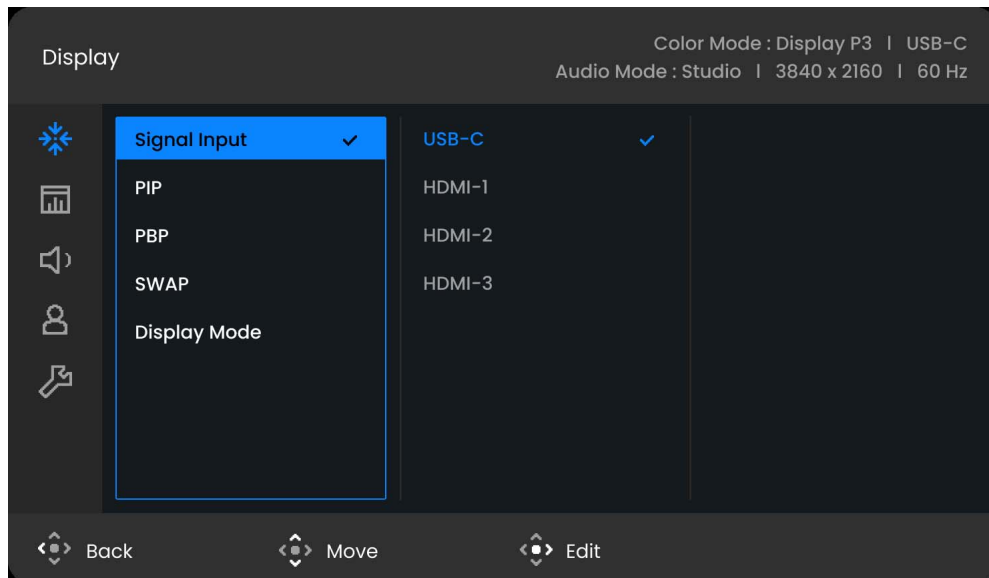 Display
Color Mode : Display P3 | USB-C
Audio Mode : Studio | 3840 x 2160 | 60 Hz
Signal Input
PIP
PBP
SWAP
Display Mode
USB-C
HDMI-1
HDMI-2
HDMI-3
Back
Move
Edit